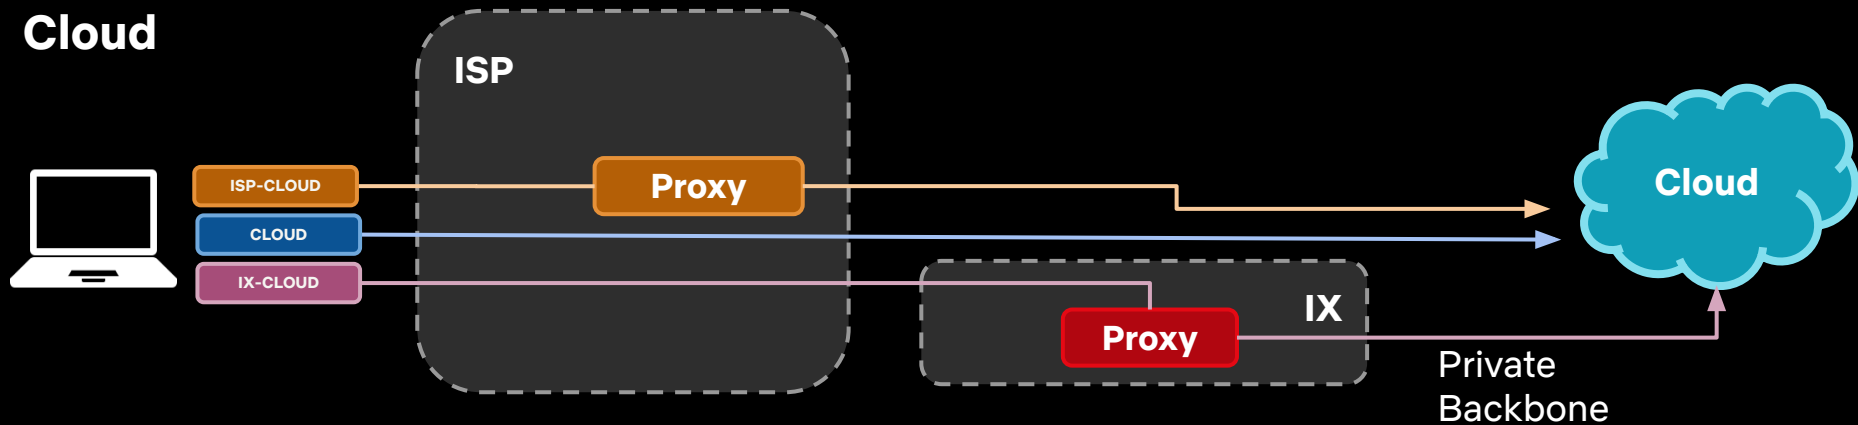 Cloud
ISP
ISP-CLOUD
Proxy
CLOUD
IX-CLOUD
Cloud
IX
Proxy
Private
Backbone